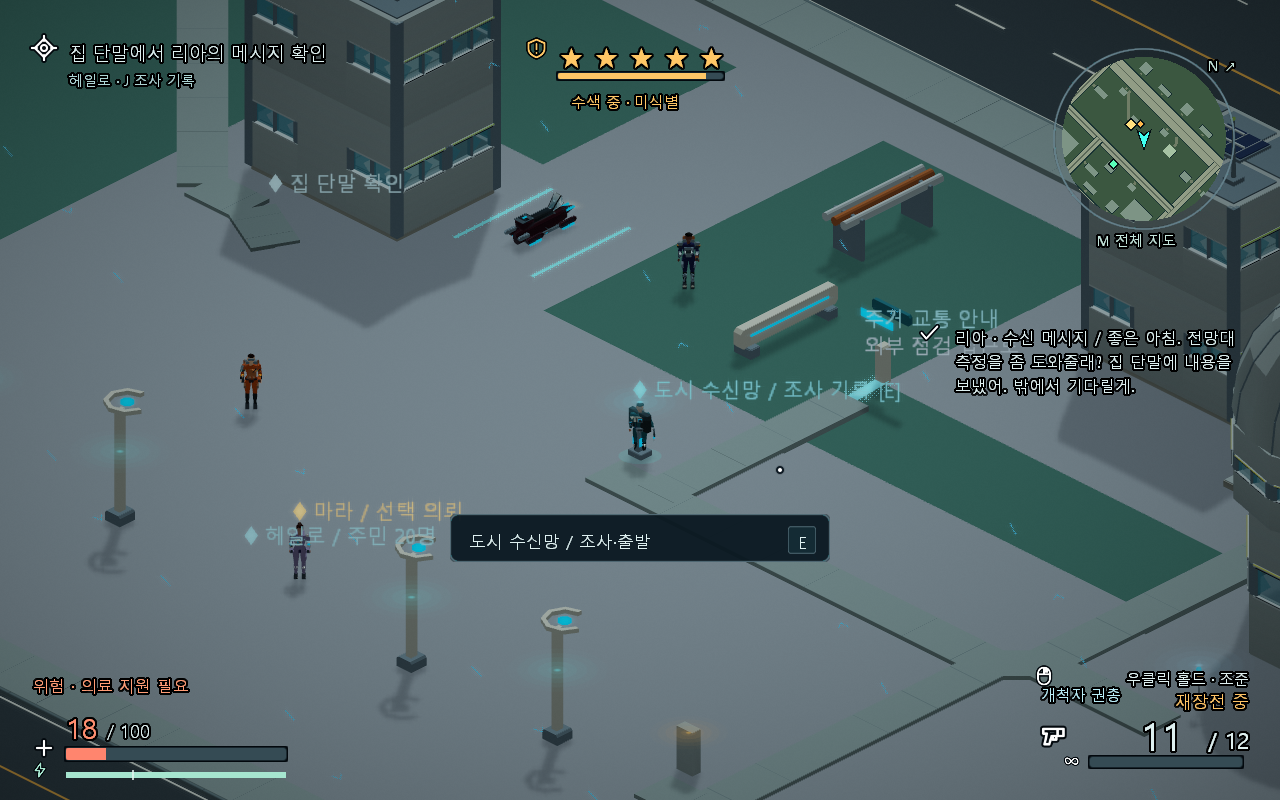 집 단말에서 리아의 메시지 확인
헤일로 · J 조사 기록
수색 중 · 미식별
N ↗
M 전체 지도
집 단말 확인
주거 교통 안내
외부 점검
리아 · 수신 메시지 / 좋은 아침. 전망대
측정을 좀 도와줄래? 집 단말에 내용을
보냈어. 밖에서 기다릴게.
도시 수신망 / 조사 기록 [E]
마라 / 선택 의뢰
헤일로 / 주민 20명
도시 수신망 / 조사·출발
E
위험 · 의료 지원 필요
18 / 100
우클릭 홀드 · 조준
개척자 권총
재장전 중
11 / 12
∞